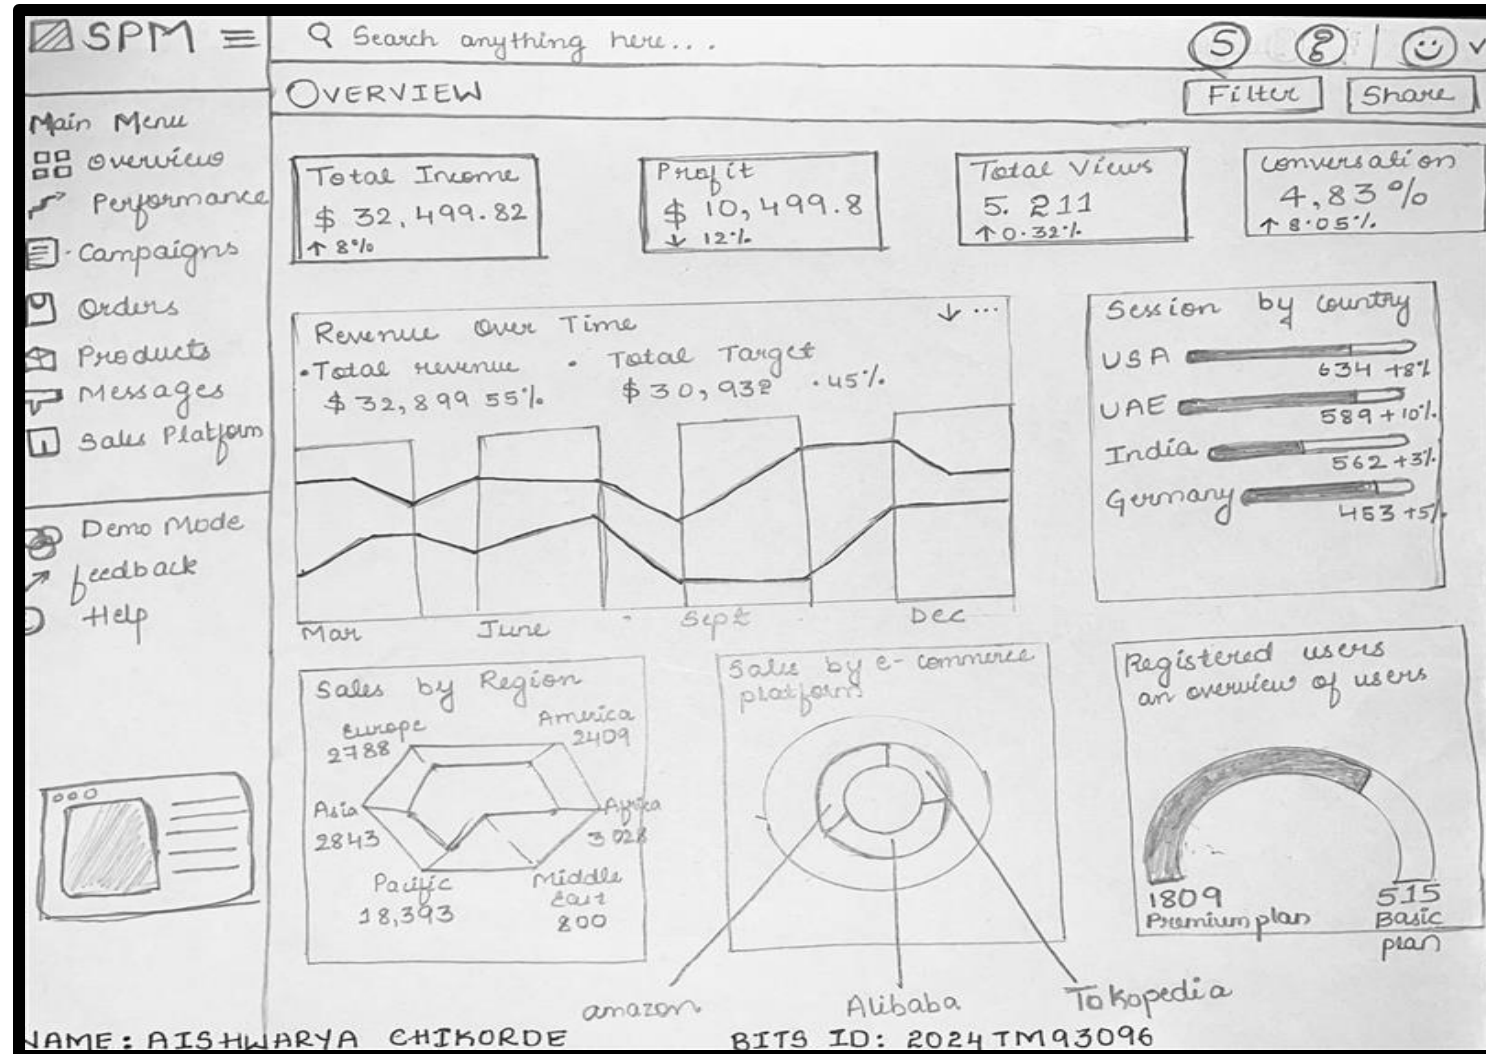 SPM
Search anything here...
S
?
OVERVIEW
Filter
Share
Main Menu
Overview
Performance
Campaigns
Orders
Products
Messages
Sales Platform
Demo Mode
feedback
Help
Total Income
$ 32,499.82
↑ 8%
Profit
$ 10,499.8
↓ 12%
Total Views
5. 211
↑ 0.32%
Conversation
4,83%
↑ 8.05%
Revenue Over Time
↓ ...
• Total revenue • Total Target
$ 32,899 55% $ 30,932 .45%
Mar June Sept Dec
Session by Country
USA
634 +8%
UAE
589 +10%
India
562 +3%
Germany
453 +5%
Sales by Region
Europe
2788
America
2409
Asia
2843
Africa
3028
Pacific
18,393
Middle
East
800
Sales by e-commerce
platform
amazon
Alibaba
Tokopedia
Registered users
an overview of users
1809
Premium plan
515
Basic
plan
NAME: AISHWARYA CHIKORDE BITS ID: 2024TM93096